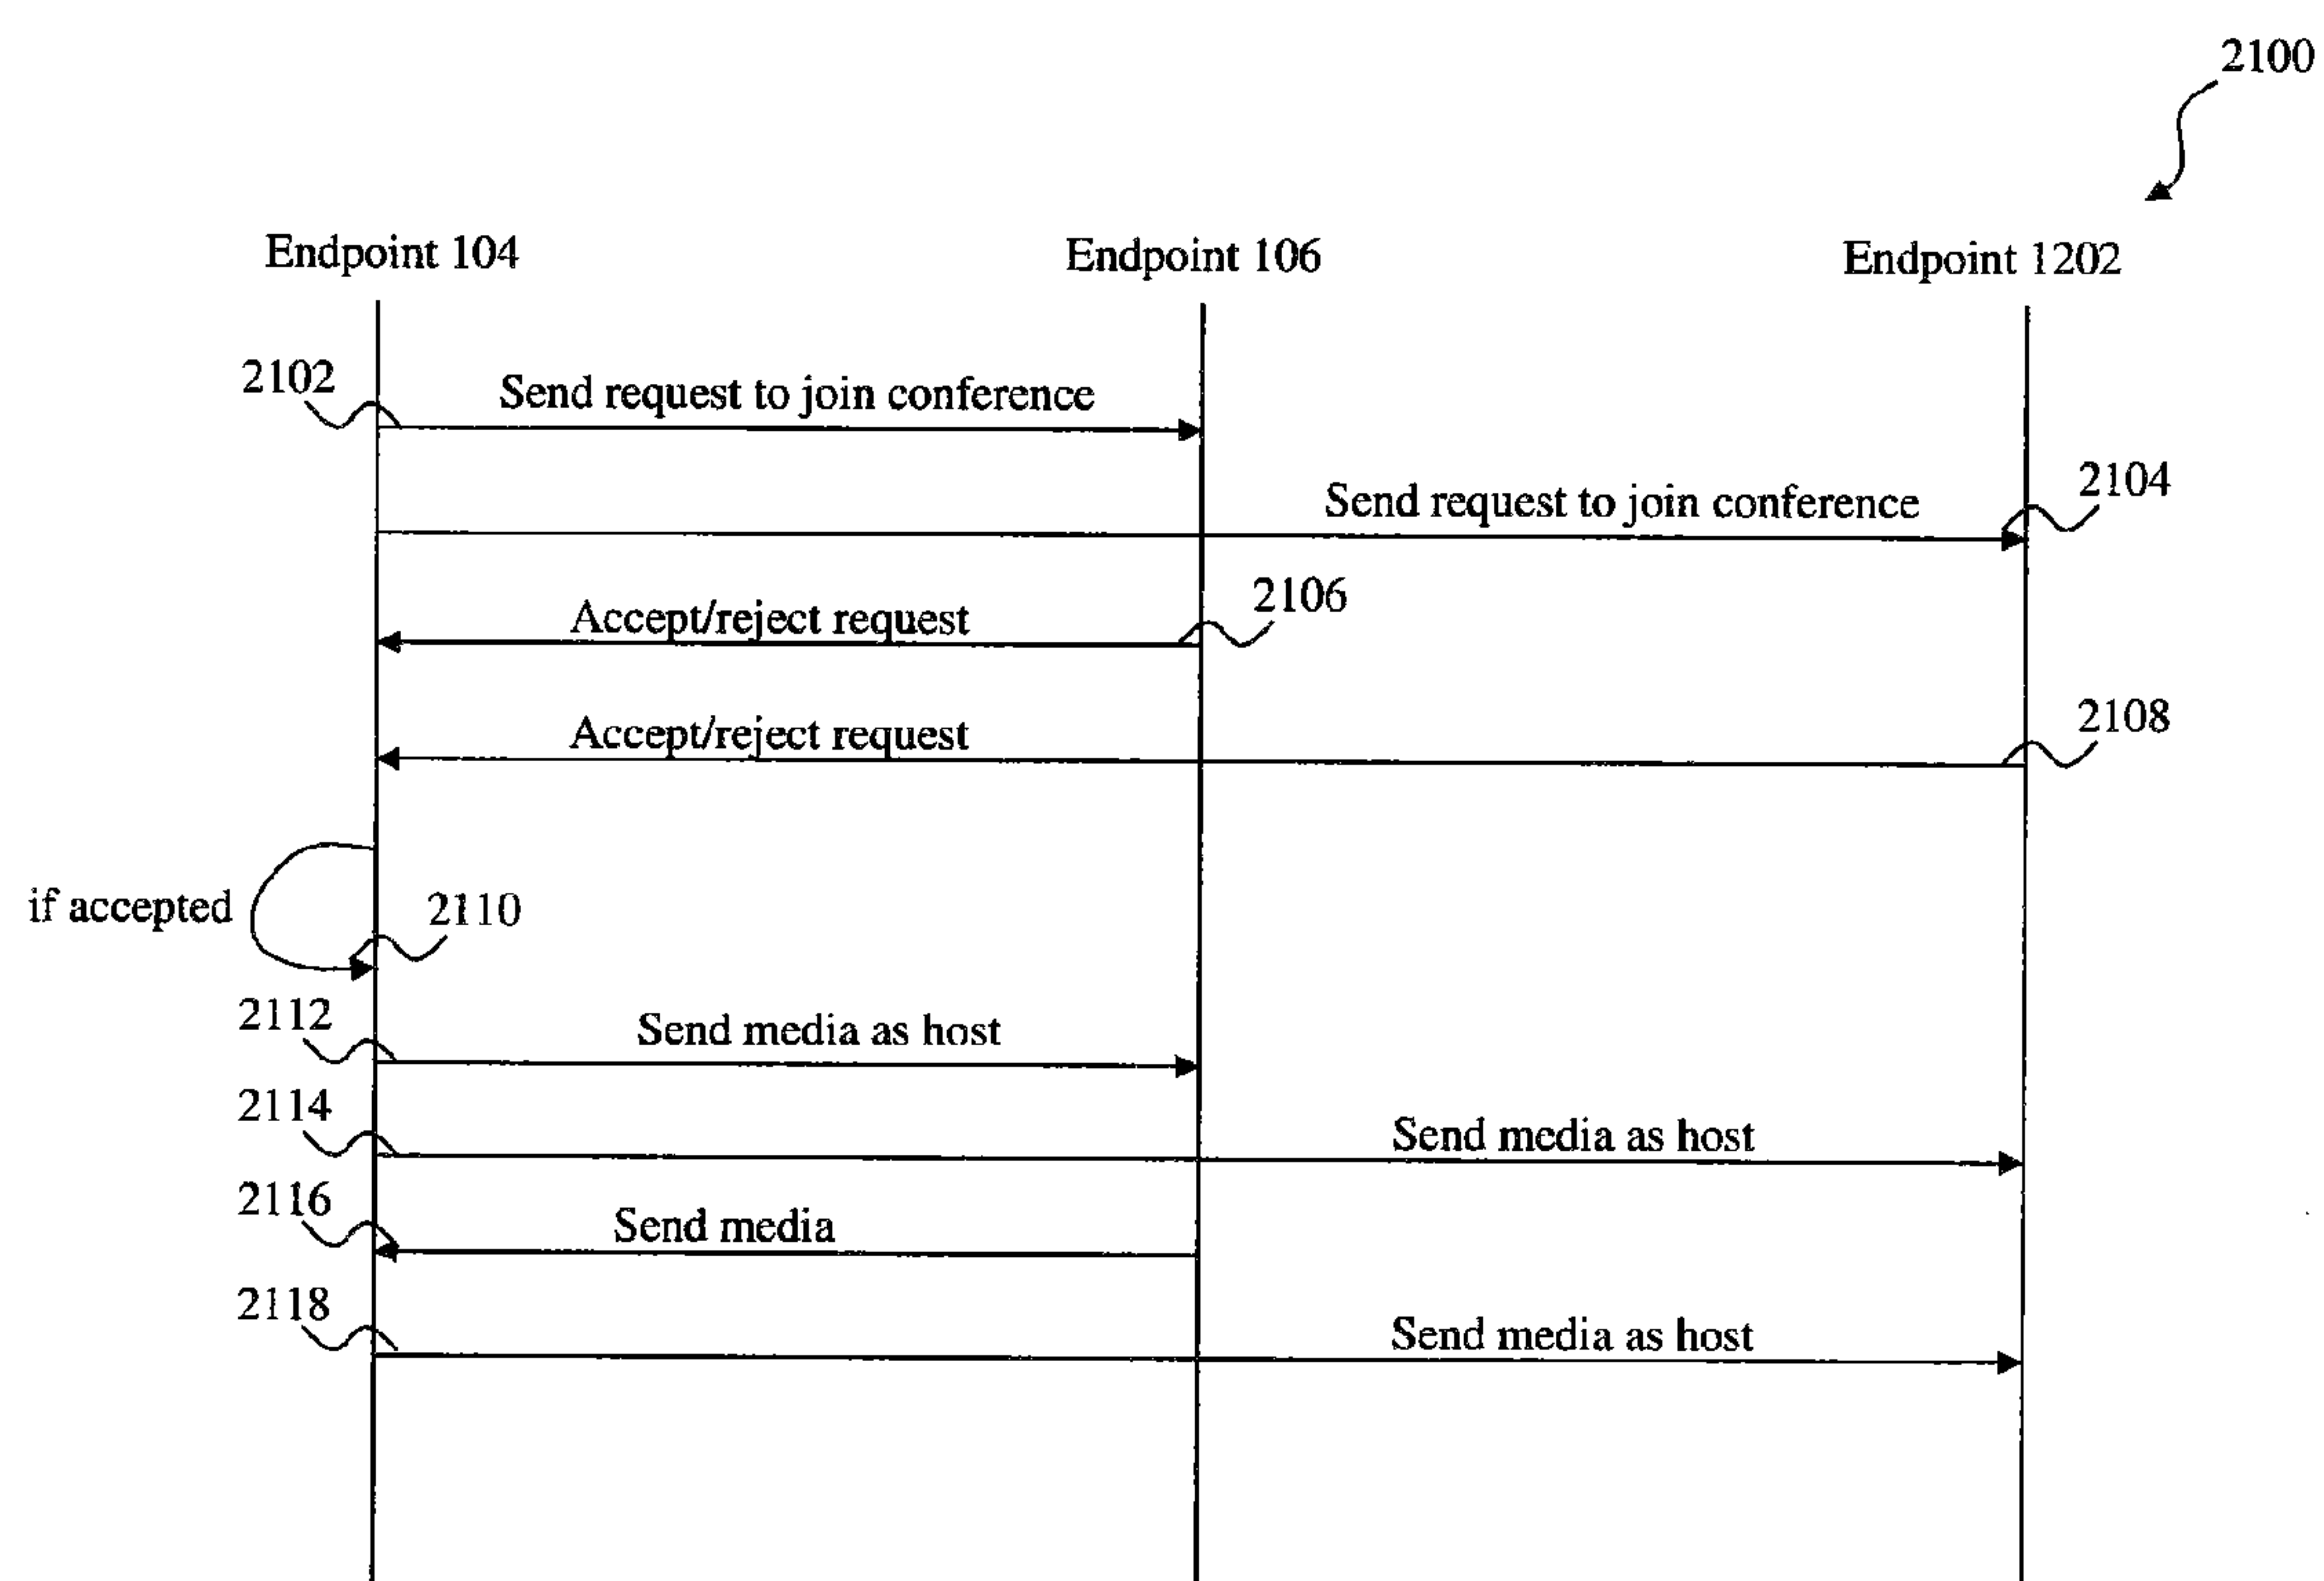 2100
Endpoint 104
Endpoint 106
Endpoint 1202
2102
Send request to join conference
2104
Send request to join conference
2106
Accept/reject request
2108
Accept/reject request
if accepted
2110
2112
Send media as host
2114
Send media as host
2116
Send media
2118
Send media as host